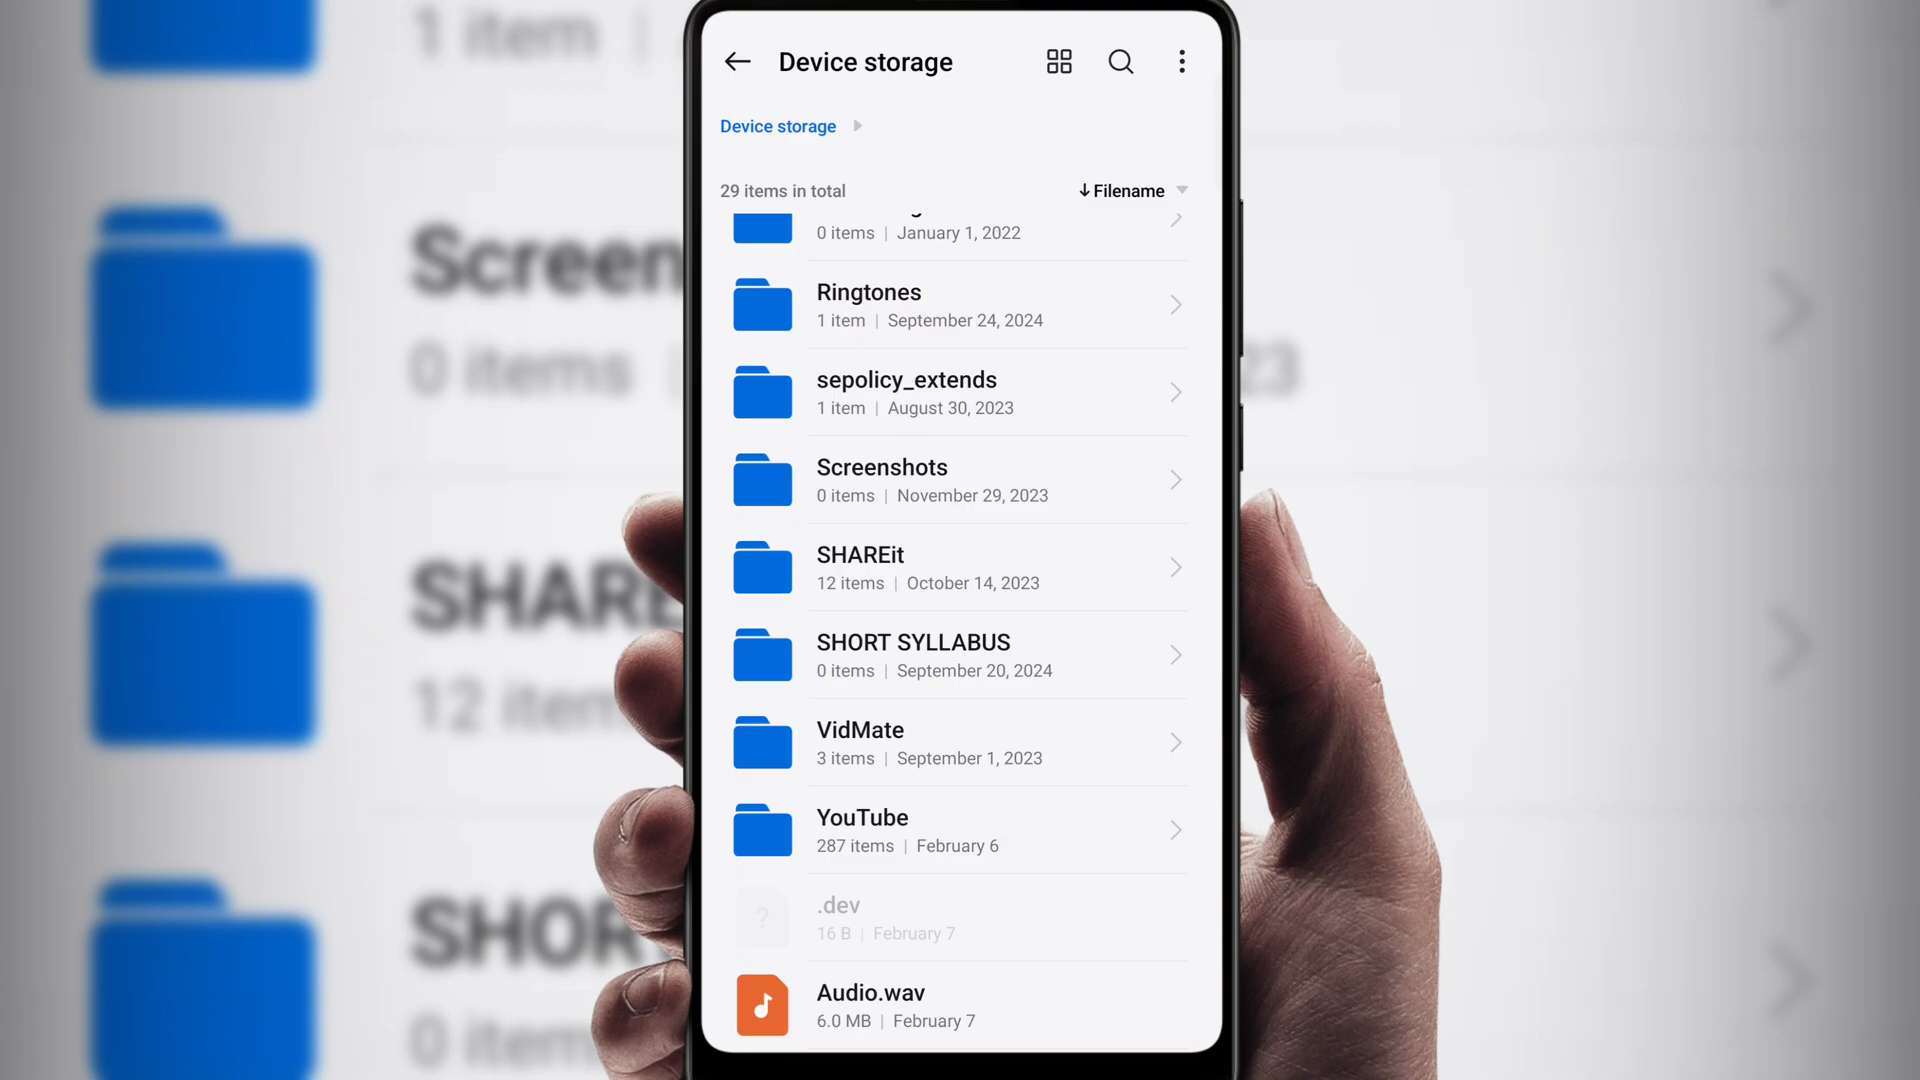 Device storage
Device storage
29 items in total
Filename
0 items | January 1, 2022
Ringtones
1 item | September 24, 2024
sepolicy_extends
1 item | August 30, 2023
Screenshots
0 items | November 29, 2023
SHAREit
12 items | October 14, 2023
SHORT SYLLABUS
0 items | September 20, 2024
VidMate
3 items | September 1, 2023
YouTube
287 items | February 6
?
.dev
16 B | February 7
Audio.wav
6.0 MB | February 7
1 item |
Screen
0 items
23
SHARE
12 item
SHOR
0 items